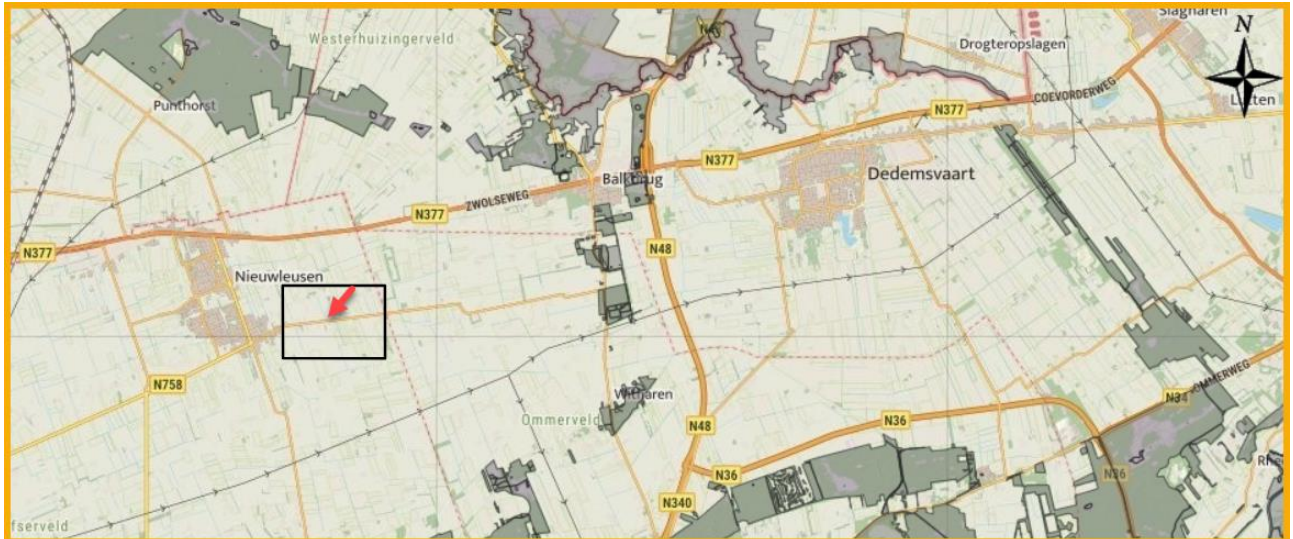 Westerhuizingerveld
Slagharen
N
Drogteropslagen
Punthorst
N377
COEVORDERWEG
N377
Balkbrug
Dedemsvaart
ZWOLSEWEG
N377
N48
N377
Nieuwleusen
N758
Witharen
Ommerveld
N36
OMMERWEG
N34
N48
N36
N36
N340